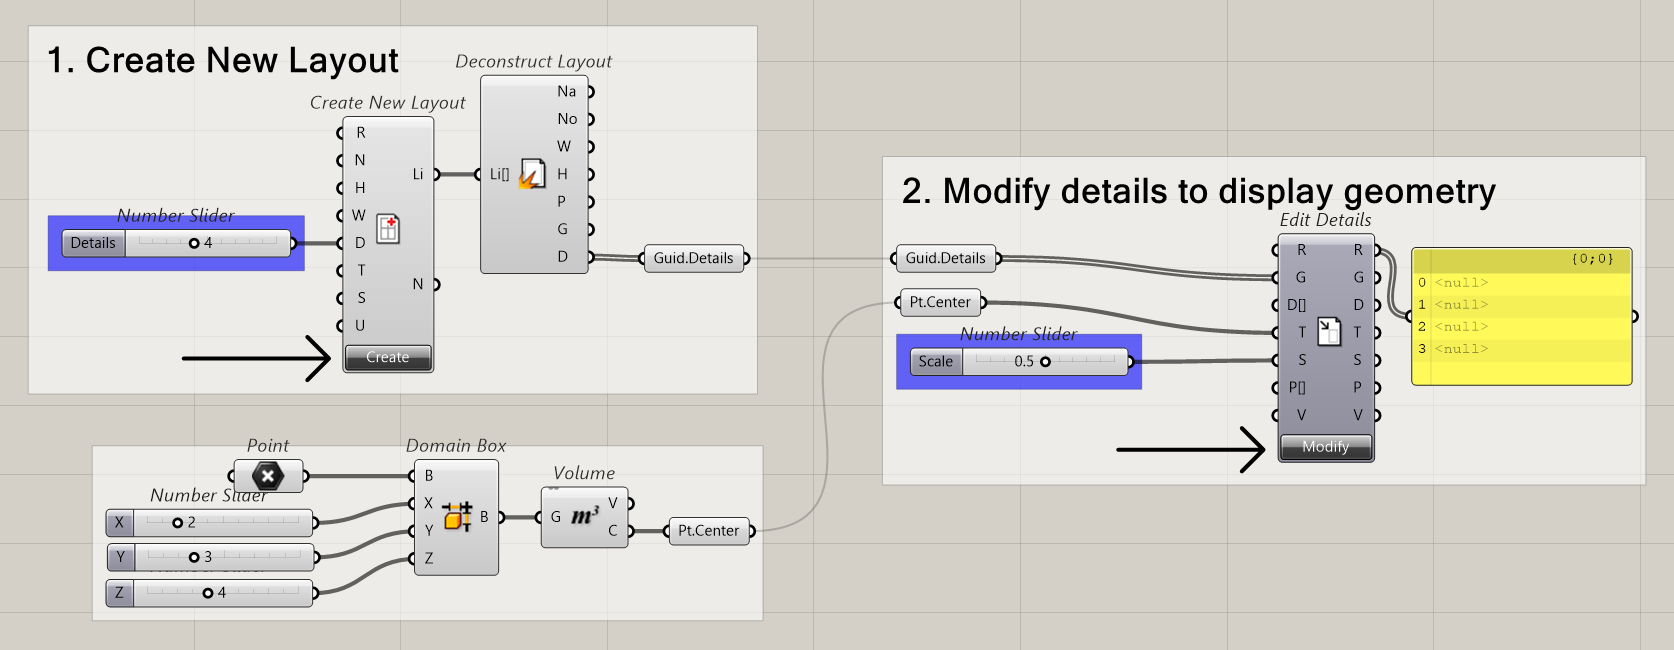 1. Create New Layout
Deconstruct Layout
Create New Layout
R
N
H
W
D
T
S
U
Li
N
Create
Number Slider
Details
4
Li[]
Na
No
W
H
P
G
D
Guid.Details
Point
Number Slider
X
2
Y
3
Z
4
Domain Box
B
X
Y
Z
B
Volume
G
m³
V
C
Pt.Center
2. Modify details to display geometry
Edit Details
Guid.Details
Pt.Center
Number Slider
Scale
0.5
R
G
D[]
T
S
P[]
V
R
G
D
T
S
P
V
Modify
{0;0}
0 <null>
1 <null>
2 <null>
3 <null>